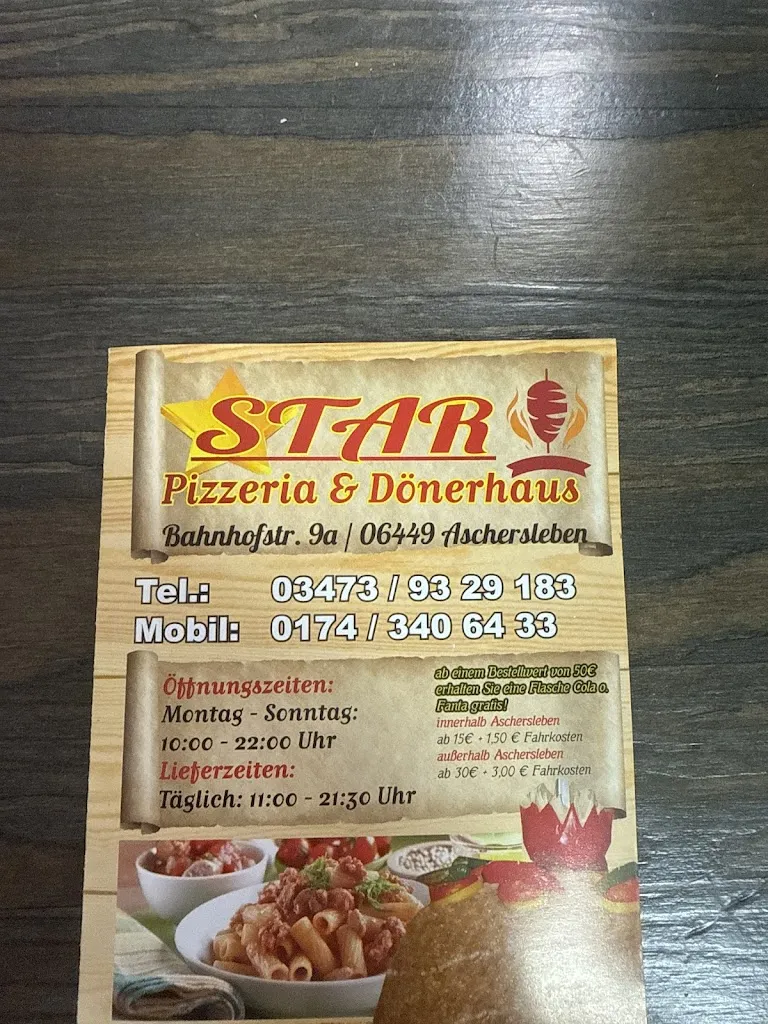 STAR
Pizzeria & Dönerhaus
Bahnhofstr. 9a / 06449 Aschersleben
Tel.: 03473 / 93 29 183
Mobil: 0174 / 340 64 33
Öffnungszeiten:
Montag - Sonntag:
10:00 - 22:00 Uhr
Lieferzeiten:
Täglich: 11:00 - 21:30 Uhr
ab einem Bestellwert von 50€
erhalten Sie eine Flasche Cola o.
Fanta gratis!
innerhalb Aschersleben
ab 15€ + 1,50 € Fahrkosten
außerhalb Aschersleben
ab 30€ + 3,00 € Fahrkosten